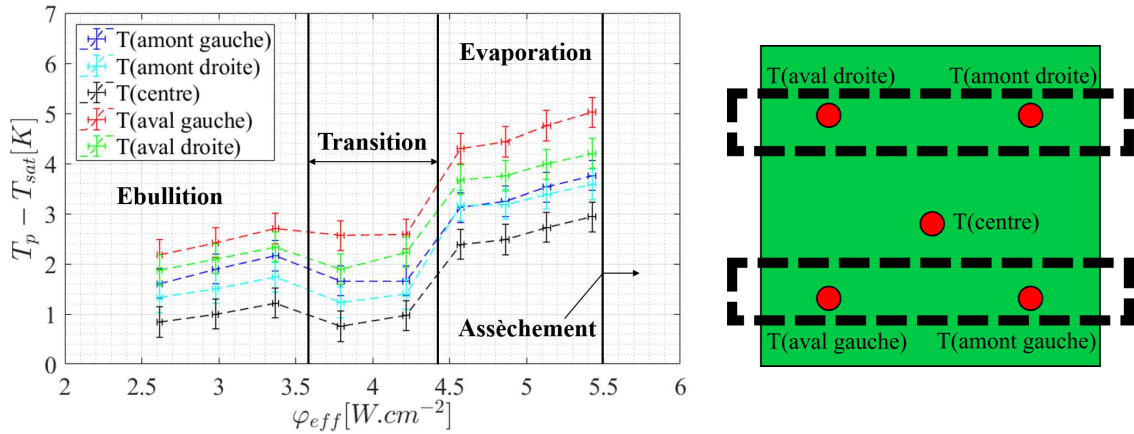 7
6
5
4
3
2
1
0
T_p − T_sat[K]
T(amont gauche)
T(amont droite)
T(centre)
T(aval gauche)
T(aval droite)
Evaporation
Transition
Ebullition
Assèchement
2 2.5 3 3.5 4 4.5 5 5.5 6
φ_eff[W.cm⁻²]
T(aval droite) T(amont droite)
T(centre)
T(aval gauche) T(amont gauche)